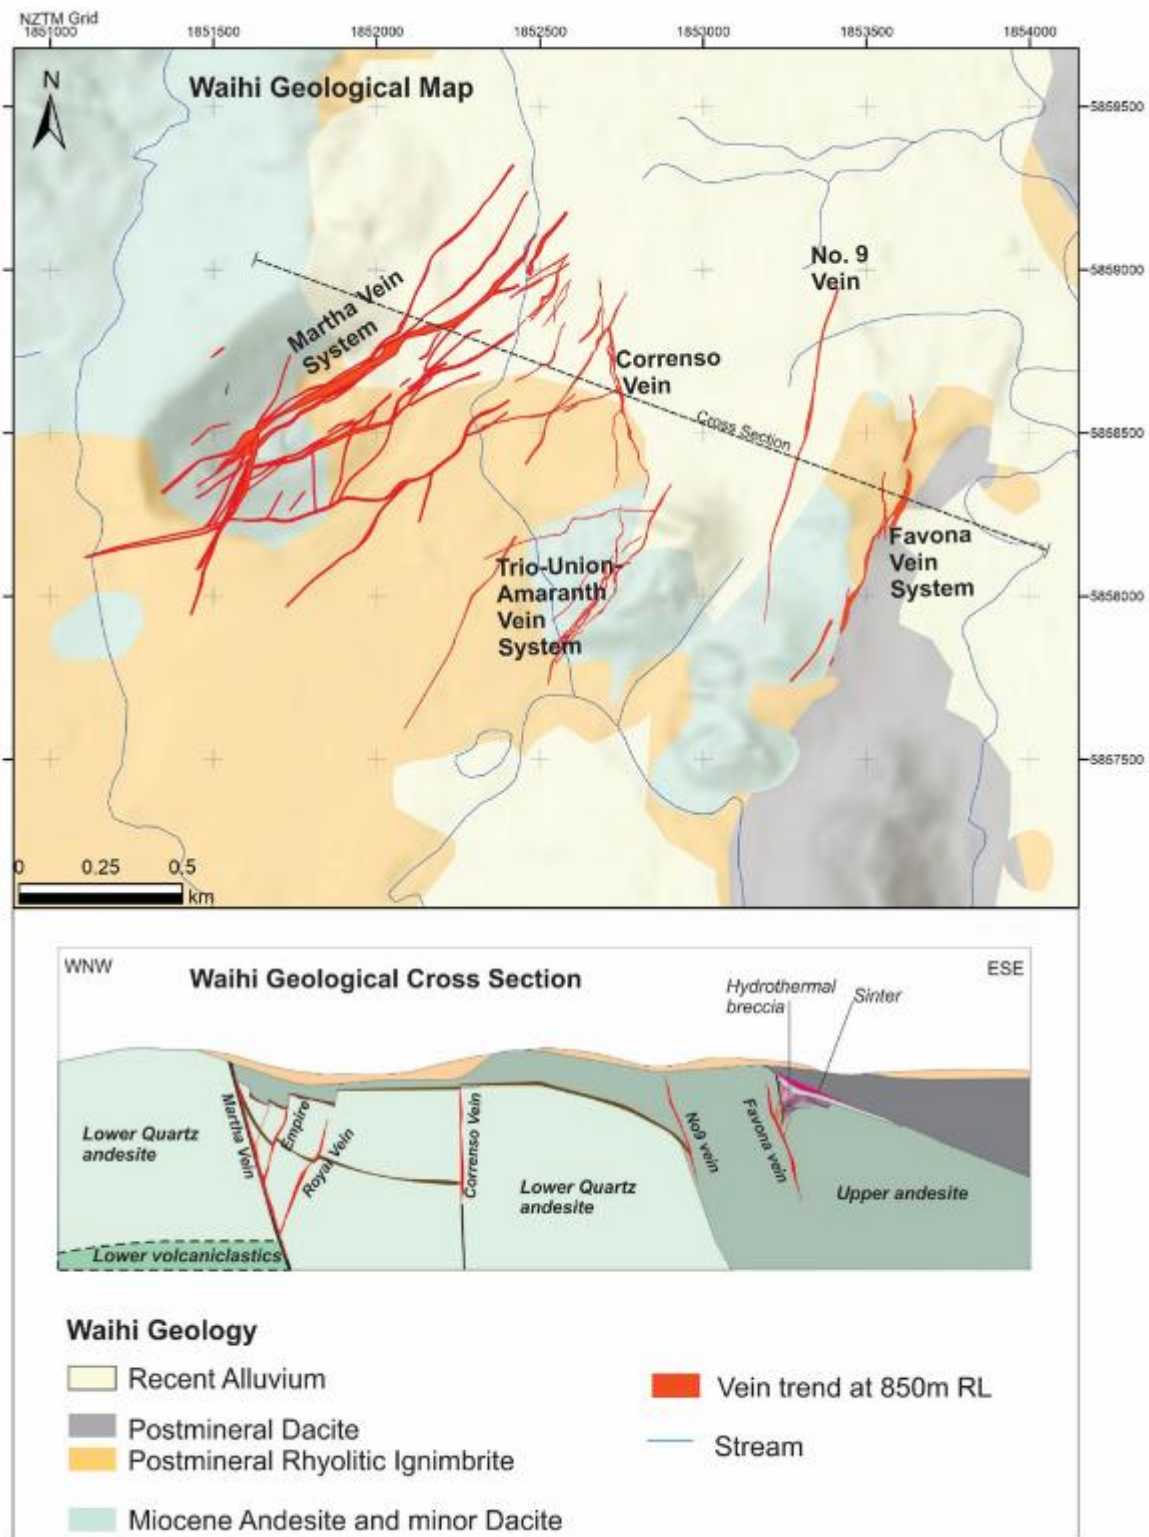 NZTM Grid
1851000
1851500
1852000
1852500
1853000
1853500
1854000
N
Waihi Geological Map
5859500
5859000
5858500
5858000
5857500
No. 9
Vein
Martha Vein
System
Correnso
Vein
Cross Section
Favona
Vein
System
Trio-Union-
Amaranth
Vein
System
0 0.25 0.5
km
WNW
Waihi Geological Cross Section
ESE
Hydrothermal
breccia
Sinter
Lower Quartz
andesite
Martha Vein
Empire
Royal Vein
Correnso Vein
Lower Quartz
andesite
No9 vein
Favona vein
Upper andesite
Lower volcaniclastics
Waihi Geology
Recent Alluvium
Postmineral Dacite
Postmineral Rhyolitic Ignimbrite
Miocene Andesite and minor Dacite
Vein trend at 850m RL
Stream